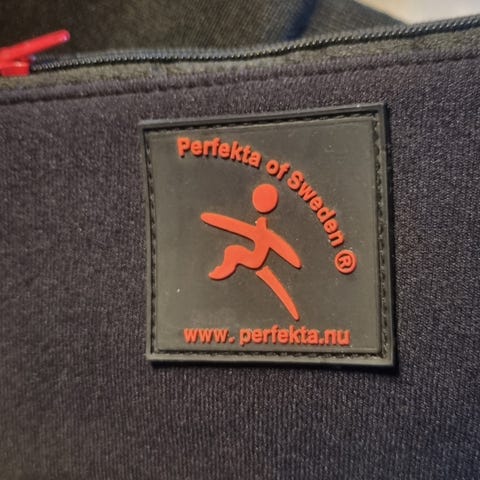 Perfekta of Sweden ®
www. perfekta.nu